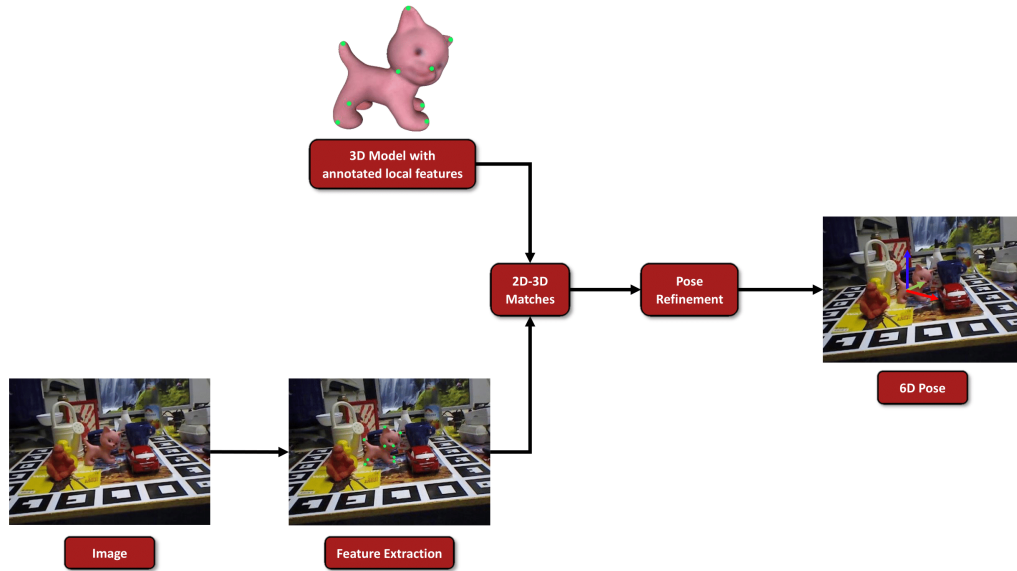 3D Model with
annotated local features
2D-3D
Matches
Pose
Refinement
6D Pose
Image
Feature Extraction